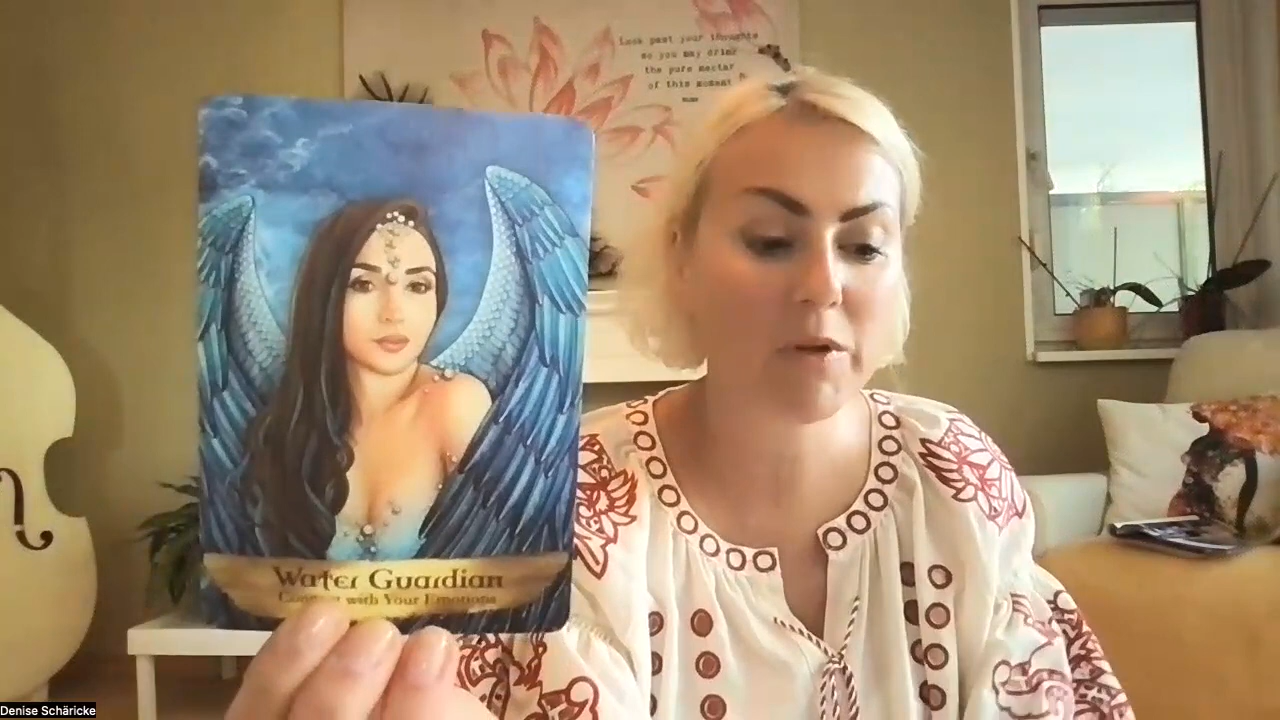 Look past your thoughts
so you may drink
the pure nectar
of this moment
Water Guardian
Connect with Your Emotions
Denise Schäricke